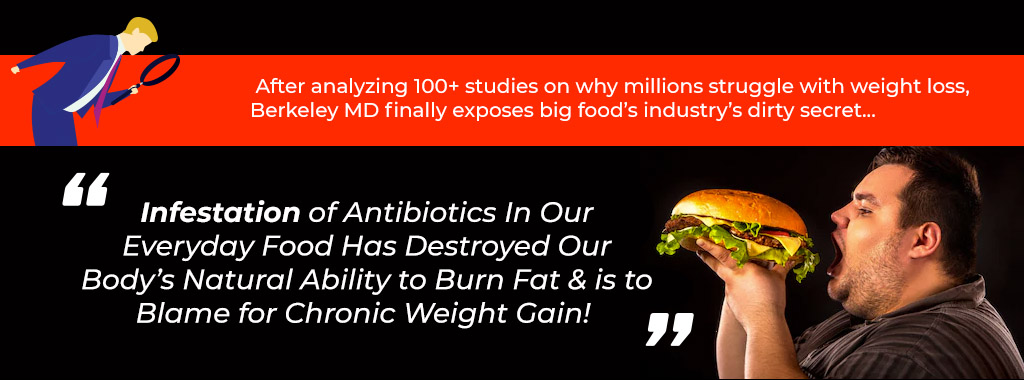 After analyzing 100+ studies on why millions struggle with weight loss,
Berkeley MD finally exposes big food's industry's dirty secret...
“
Infestation of Antibiotics In Our
Everyday Food Has Destroyed Our
Body's Natural Ability to Burn Fat & is to
Blame for Chronic Weight Gain!
”